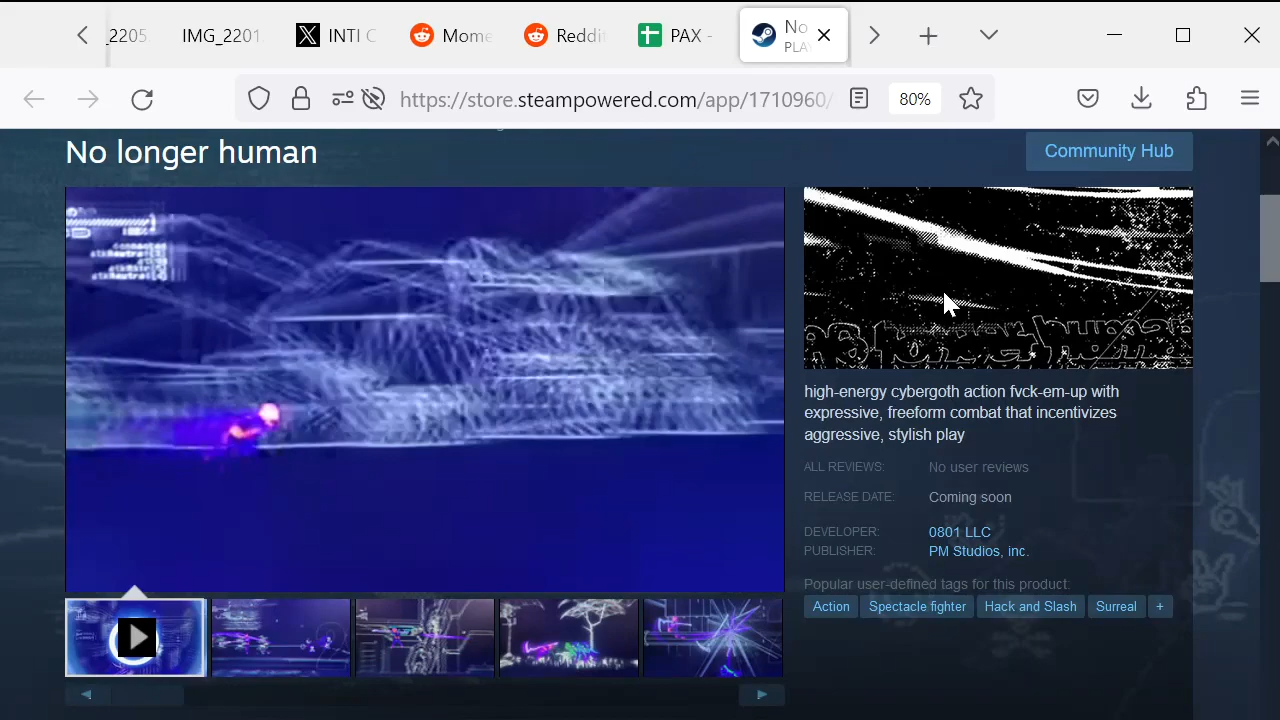 _2205
IMG_2201
INTI C
Mome
Reddit
PAX -
No
PLA
https://store.steampowered.com/app/1710960/
80%
No longer human
Community Hub
connected
high-energy cybergoth action fvck-em-up with
expressive, freeform combat that incentivizes
aggressive, stylish play
ALL REVIEWS:
No user reviews
RELEASE DATE:
Coming soon
DEVELOPER:
0801 LLC
PUBLISHER:
PM Studios, inc.
Popular user-defined tags for this product:
Action
Spectacle fighter
Hack and Slash
Surreal
+